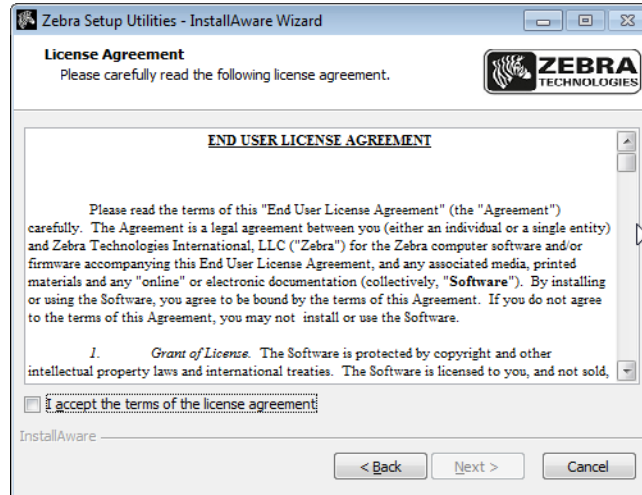 Zebra Setup Utilities - InstallAware Wizard
License Agreement
Please carefully read the following license agreement.
ZEBRA
TECHNOLOGIES
END USER LICENSE AGREEMENT
Please read the terms of this "End User License Agreement" (the "Agreement")
carefully. The Agreement is a legal agreement between you (either an individual or a single entity)
and Zebra Technologies International, LLC ("Zebra") for the Zebra computer software and/or
firmware accompanying this End User License Agreement, and any associated media, printed
materials and any "online" or electronic documentation (collectively, "Software"). By installing
or using the Software, you agree to be bound by the terms of this Agreement. If you do not agree
to the terms of this Agreement, you may not install or use the Software.
1. Grant of License. The Software is protected by copyright and other
intellectual property laws and international treaties. The Software is licensed to you, and not sold,
I accept the terms of the license agreement
InstallAware
< Back Next > Cancel